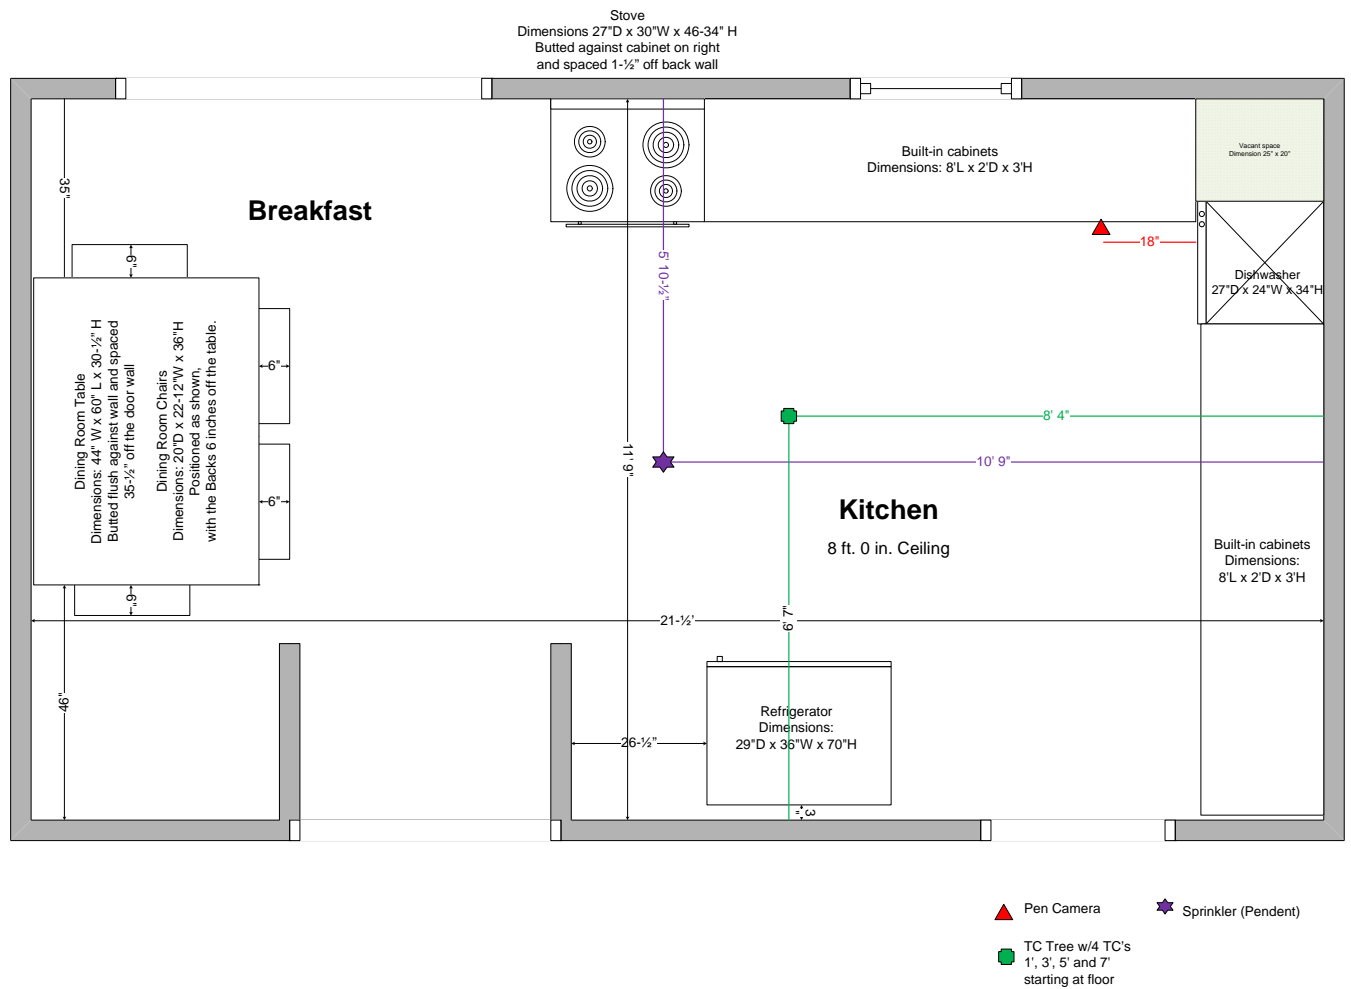 Stove
Dimensions 27"D x 30"W x 46-34" H
Butted against cabinet on right
and spaced 1-½” off back wall
Built-in cabinets
Dimensions: 8'L x 2'D x 3'H
Vacant space
Dimension 25" x 20"
35"
Breakfast
5' 10-½"
18"
Dishwasher
27"D x 24"W x 34"H
6"
Dining Room Table
Dimensions: 44" W x 60" L x 30-½" H
Butted flush against wall and spaced
35-½” off the door wall
Dining Room Chairs
Dimensions: 20"D x 22-12"W x 36"H
Positioned as shown,
with the Backs 6 inches off the table.
6"
6"
6"
8' 4"
11' 9"
10' 9"
Kitchen
8 ft. 0 in. Ceiling
Built-in cabinets
Dimensions:
8'L x 2'D x 3'H
21-½'
6' 7"
46"
Refrigerator
Dimensions:
29"D x 36"W x 70"H
26-½”
3"
Pen Camera
Sprinkler (Pendent)
TC Tree w/4 TC's
1', 3', 5' and 7'
starting at floor